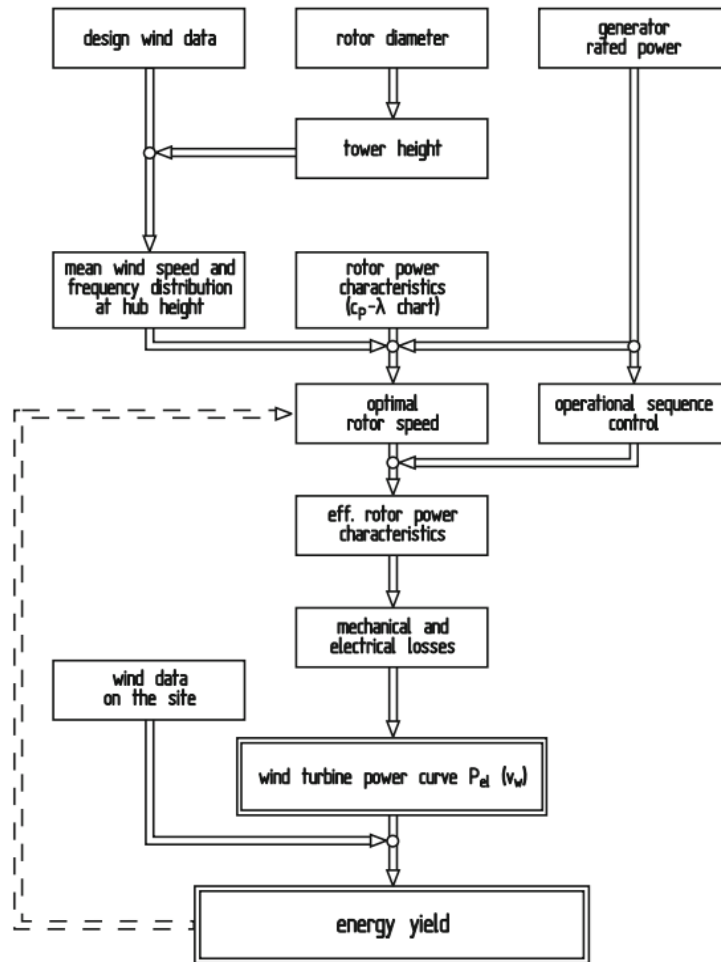 design wind data
rotor diameter
generator
rated power
tower height
mean wind speed and
frequency distribution
at hub height
rotor power
characteristics
(cp-λ chart)
optimal
rotor speed
operational sequence
control
eff. rotor power
characteristics
mechanical and
electrical losses
wind data
on the site
wind turbine power curve Pel (vw)
energy yield